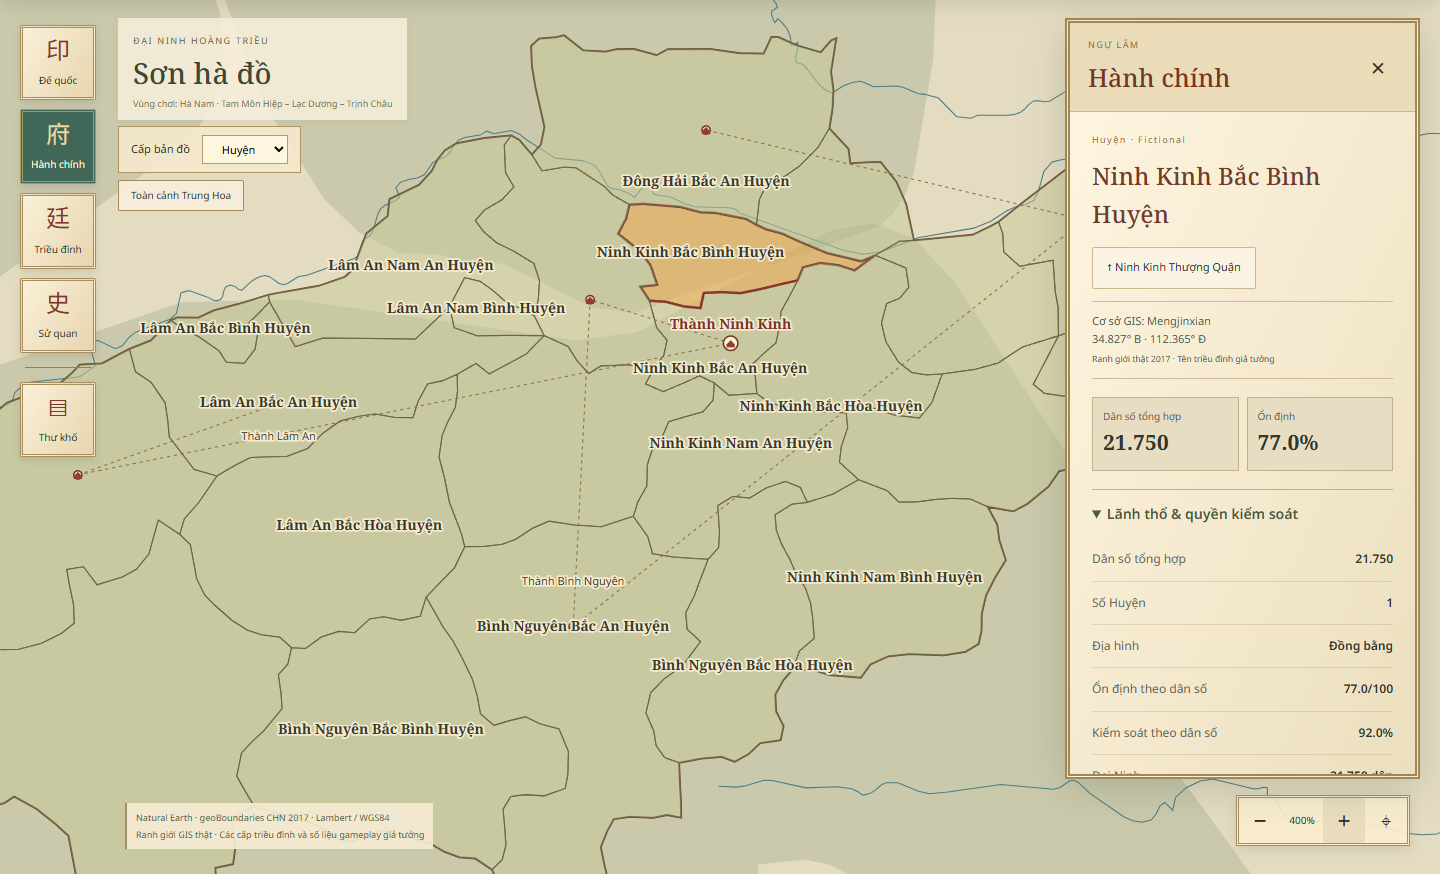 印
Đế quốc
府
Hành chính
廷
Triều đình
史
Sử quan
Thư khố
ĐẠI NINH HOÀNG TRIỀU
Sơn hà đồ
Vùng chơi: Hà Nam · Tam Môn Hiệp – Lạc Dương – Trịnh Châu
Cấp bản đồ
Huyện
Toàn cảnh Trung Hoa
Đông Hải Bắc An Huyện
Ninh Kinh Bắc Bình Huyện
Lâm An Nam An Huyện
Lâm An Nam Bình Huyện
Lâm An Bắc Bình Huyện
Thành Ninh Kinh
Ninh Kinh Bắc An Huyện
Lâm An Bắc An Huyện
Ninh Kinh Bắc Hòa Huyện
Thành Lâm An
Ninh Kinh Nam An Huyện
Lâm An Bắc Hòa Huyện
Thành Bình Nguyên
Ninh Kinh Nam Bình Huyện
Bình Nguyên Bắc An Huyện
Bình Nguyên Bắc Hòa Huyện
Bình Nguyên Bắc Bình Huyện
Natural Earth · geoBoundaries CHN 2017 · Lambert / WGS84
Ranh giới GIS thật · Các cấp triều đình và số liệu gameplay giả tưởng
NGỰ LÃM
Hành chính
×
Huyện · Fictional
Ninh Kinh Bắc Bình
Huyện
↑ Ninh Kinh Thượng Quận
Cơ sở GIS: Mengjinxian
34.827° B · 112.365° Đ
Ranh giới thật 2017 · Tên triều đình giả tưởng
Dân số tổng hợp
21.750
Ổn định
77.0%
▼ Lãnh thổ & quyền kiểm soát
Dân số tổng hợp 21.750
Số Huyện 1
Địa hình Đồng bằng
Ổn định theo dân số 77.0/100
Kiểm soát theo dân số 92.0%
Đại Ninh 21.750 dân
− 400% +